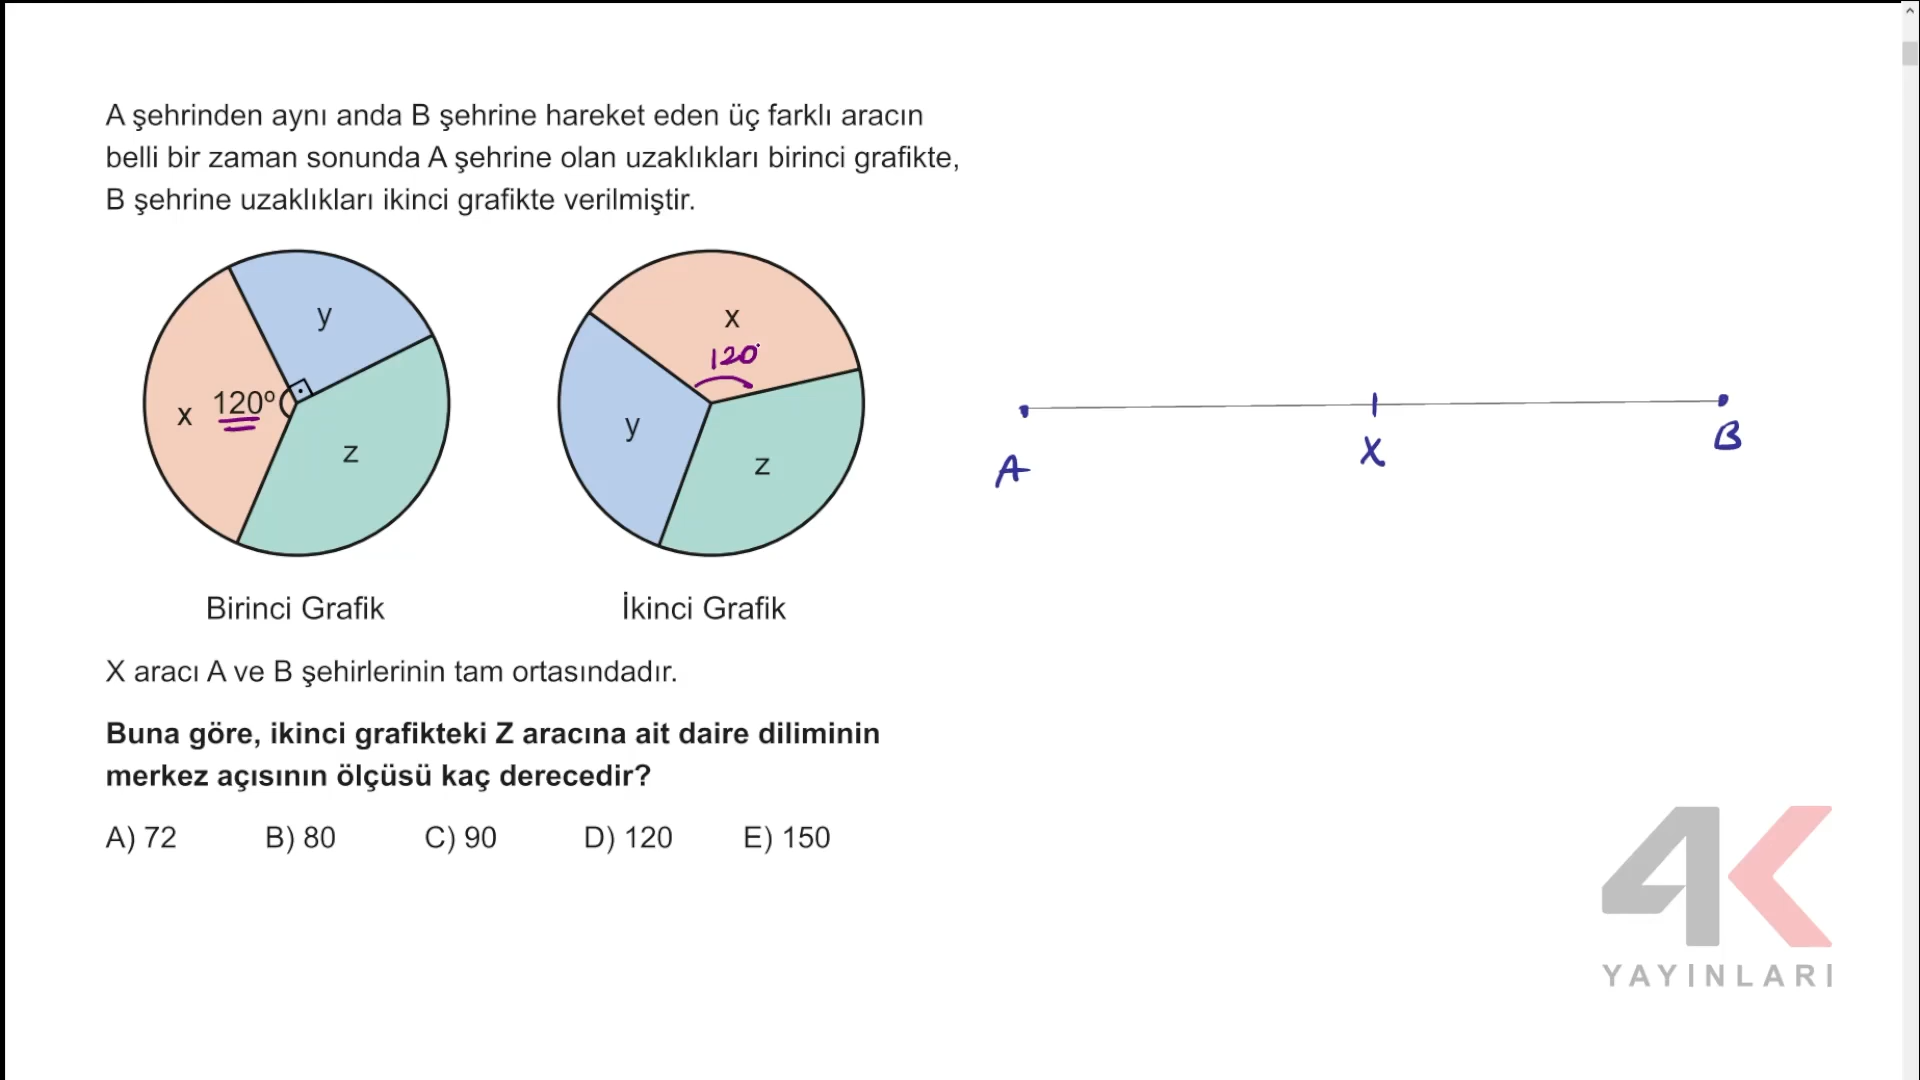 A şehrinden aynı anda B şehrine hareket eden üç farklı aracın
belli bir zaman sonunda A şehrine olan uzaklıkları birinci grafikte,
B şehrine uzaklıkları ikinci grafikte verilmiştir.
y
x 120°
z
Birinci Grafik
x
120°
y
z
İkinci Grafik
A
X
B
X aracı A ve B şehirlerinin tam ortasındadır.
Buna göre, ikinci grafikteki Z aracına ait daire diliminin
merkez açısının ölçüsü kaç derecedir?
A) 72 B) 80 C) 90 D) 120 E) 150
4K
YAYINLARI